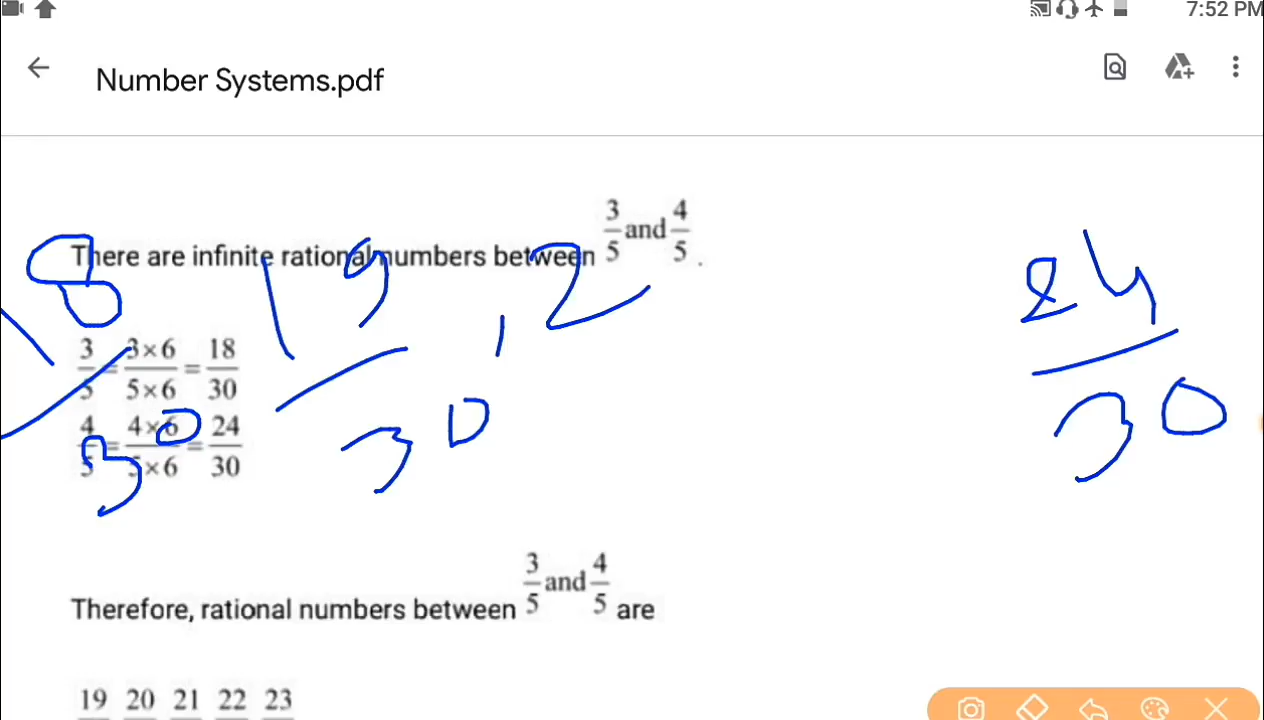 7:52 PM
Number Systems.pdf
There are infinite rational numbers between 3/5 and 4/5 .
3/5 = 3×6/5×6 = 18/30
4/5 = 4×6/5×6 = 24/30
18/30 19/30 , 2 24/30
Therefore, rational numbers between 3/5 and 4/5 are
19 20 21 22 23